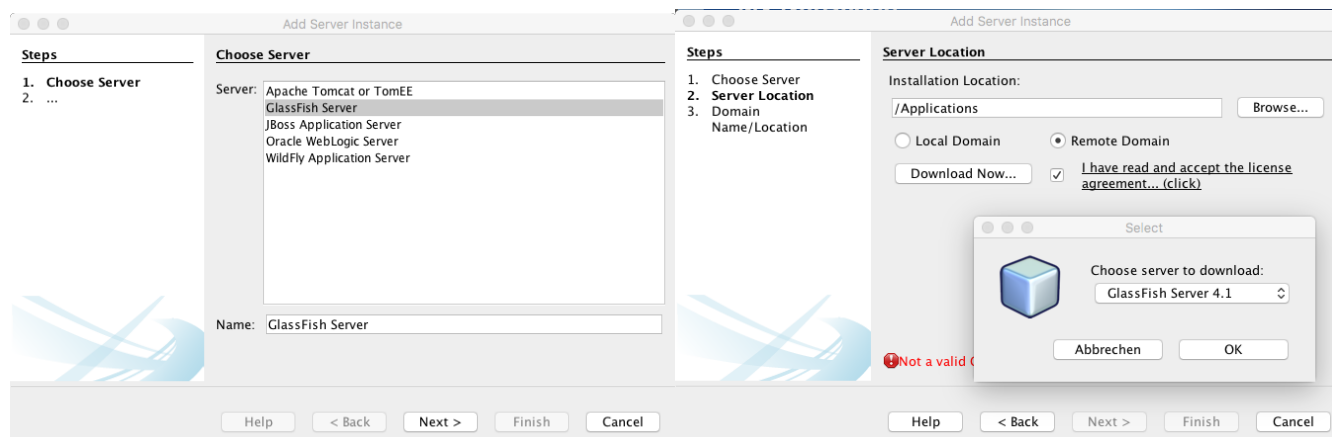 Add Server Instance
Steps
1. Choose Server
2. ...
Choose Server
Server:
Apache Tomcat or TomEE
GlassFish Server
JBoss Application Server
Oracle WebLogic Server
WildFly Application Server
Name: GlassFish Server
Help
< Back
Next >
Finish
Cancel
Add Server Instance
Steps
1. Choose Server
2. Server Location
3. Domain
Name/Location
Server Location
Installation Location:
/Applications
Browse...
Local Domain
Remote Domain
Download Now...
I have read and accept the license
agreement... (click)
Not a valid
Select
Choose server to download:
GlassFish Server 4.1
Abbrechen
OK
Help
< Back
Next >
Finish
Cancel